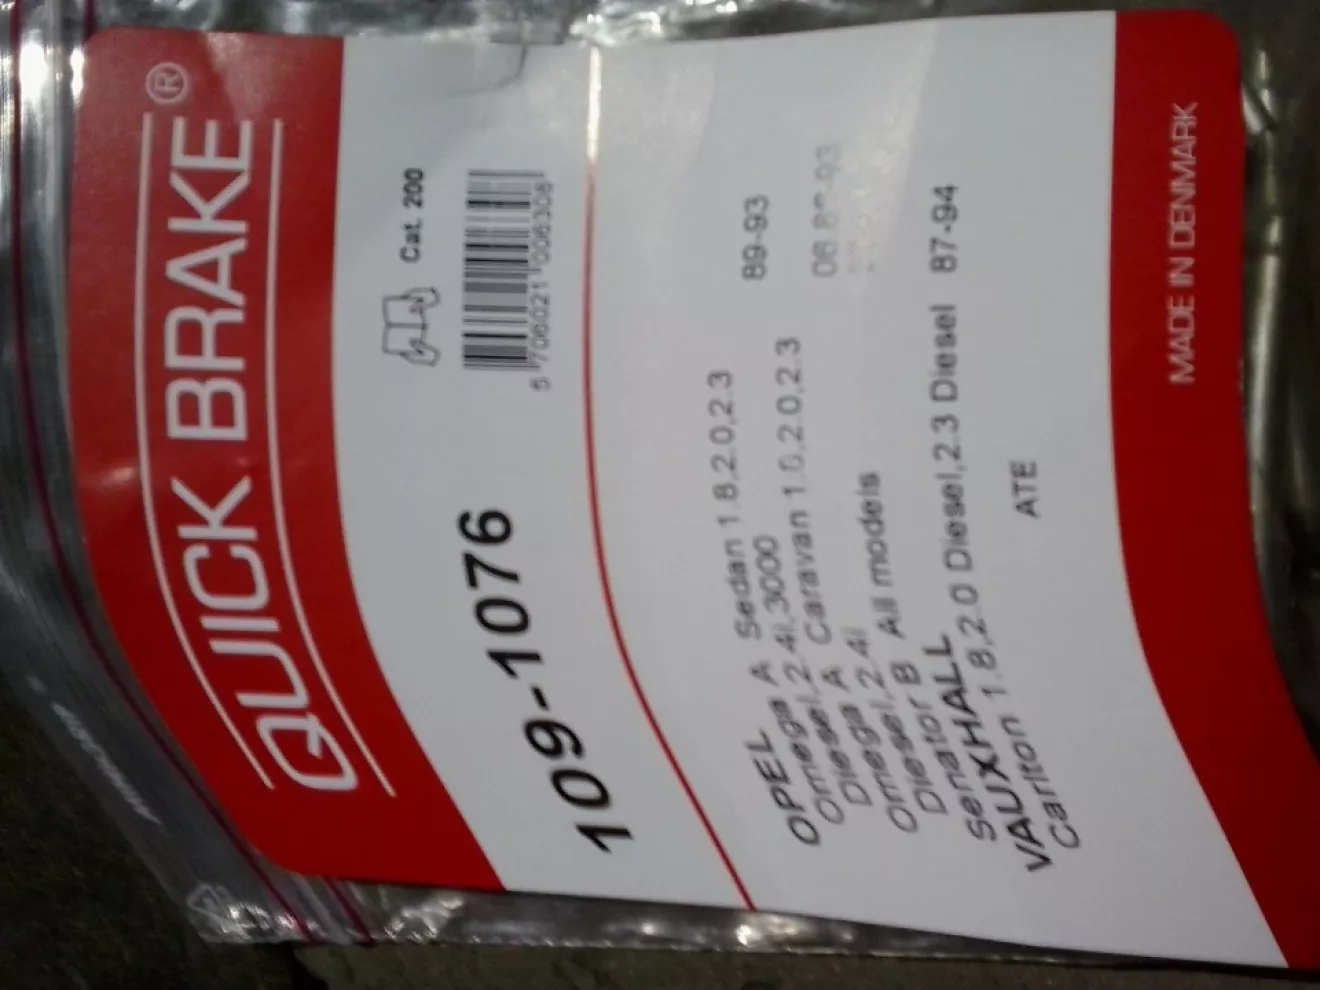 QUICK BRAKE®
Cat. 200
109-1076
5 706021 006308
OPEL
Omega A Sedan 1.8,2.0,2.3 89-93
Diesel,2.4i,3000
Omega A Caravan 1.8,2.0,2.3
Diesel,2.4i
Omega B All models
Senator
VAUXHALL
Carlton 1.8,2.0 Diesel,2.3 Diesel 87-94
ATE
MADE IN DENMARK